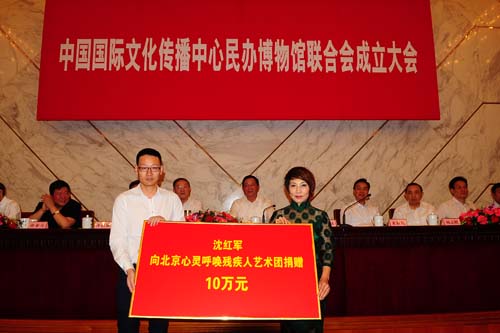 中国国际文化传播中心民办博物馆联合会成立大会
沈红军
向北京心灵呼唤残疾人艺术团捐赠
10万元